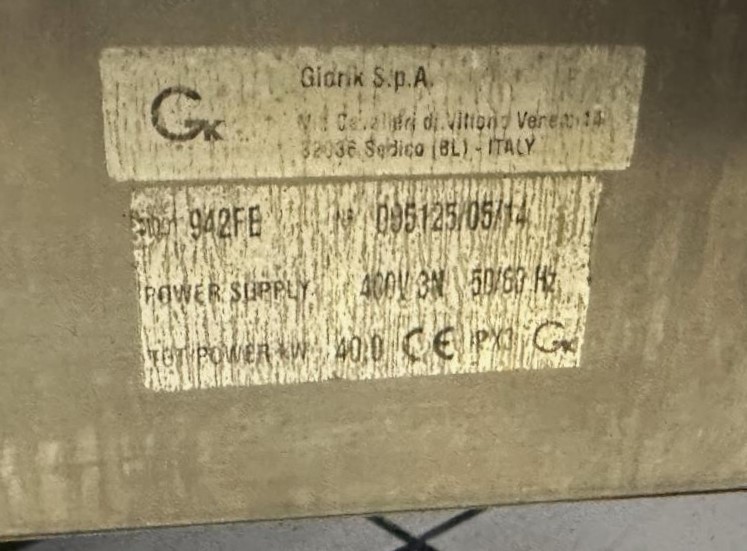 Giorik S.p.A.
GK
Via Cavalieri di Vittorio Veneto 14
32036 Sedico (BL) - ITALY
942FE N° 095125/05/14
POWER SUPPLY 400V 3N 50/60 Hz
TOT POWER kW 40.0 CE GK